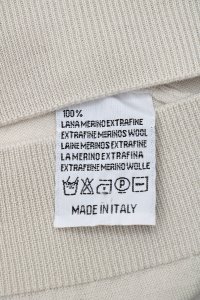 100%
LANA MERINO EXTRAFINE
EXTRAFINE MERINOS WOOL
LAINE MERINOS EXTRAFINE
LA MERINO EXTRAFINA
EXTRAFEINE MERINO WOLLE
P
MADE IN ITALY